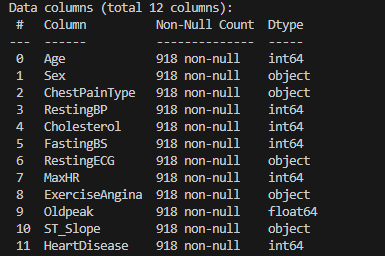 Data columns (total 12 columns):
 #   Column          Non-Null Count  Dtype
---  ------          --------------  -----
 0   Age             918 non-null    int64
 1   Sex             918 non-null    object
 2   ChestPainType   918 non-null    object
 3   RestingBP       918 non-null    int64
 4   Cholesterol     918 non-null    int64
 5   FastingBS       918 non-null    int64
 6   RestingECG      918 non-null    object
 7   MaxHR           918 non-null    int64
 8   ExerciseAngina  918 non-null    object
 9   Oldpeak         918 non-null    float64
 10  ST_Slope        918 non-null    object
 11  HeartDisease    918 non-null    int64